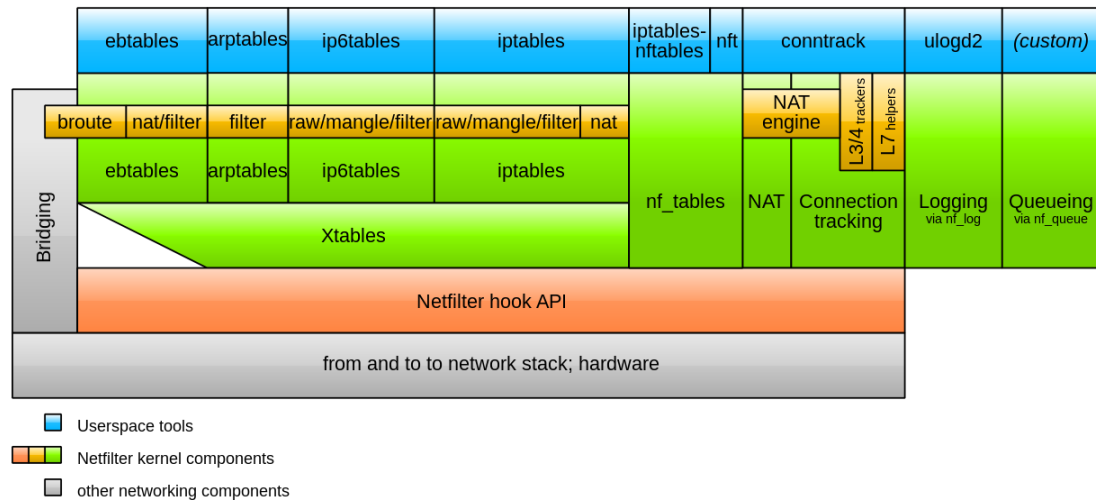 ebtables
arptables
ip6tables
iptables
iptables-
nftables
nft
conntrack
ulogd2
(custom)
Bridging
broute
nat/filter
filter
raw/mangle/filter
raw/mangle/filter
nat
NAT
engine
L3/4 trackers
L7 helpers
ebtables
arptables
ip6tables
iptables
nf_tables
NAT
Connection
tracking
Logging
via nf_log
Queueing
via nf_queue
Xtables
Netfilter hook API
from and to to network stack; hardware
Userspace tools
Netfilter kernel components
other networking components